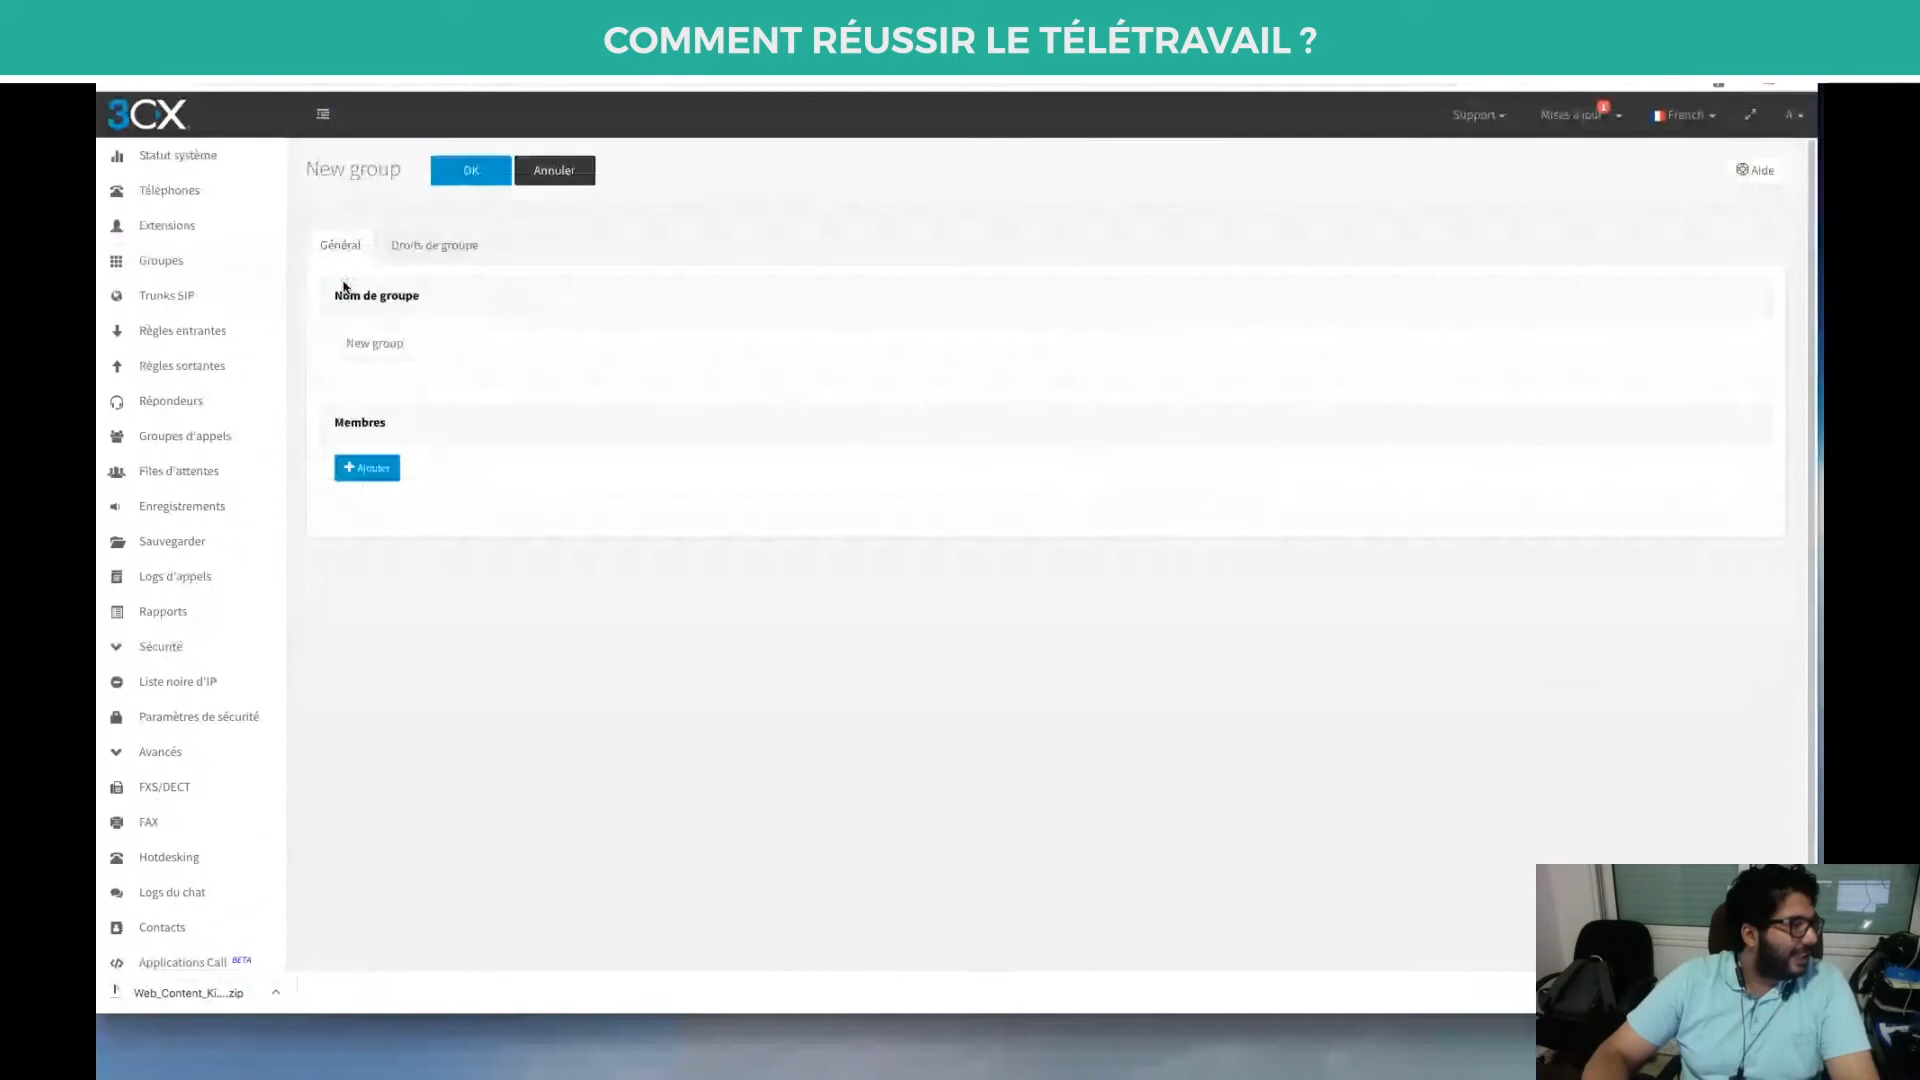 COMMENT RÉUSSIR LE TÉLÉTRAVAIL ?
3CX
Support
Mises à jour
1
French
A
Statut système
Téléphones
Extensions
Groupes
Trunks SIP
Règles entrantes
Règles sortantes
Répondeurs
Groupes d'appels
Files d'attentes
Enregistrements
Sauvegarder
Logs d'appels
Rapports
Sécurité
Liste noire d'IP
Paramètres de sécurité
Avancés
FXS/DECT
FAX
Hotdesking
Logs du chat
Contacts
Applications Call BETA
New group
OK
Annuler
Aide
Général
Droits de groupe
Nom de groupe
New group
Membres
+ Ajouter
Web_Content_Ki....zip